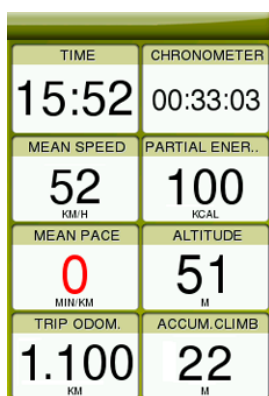 TIME CHRONOMETER
15:52 00:33:03
MEAN SPEED PARTIAL ENER..
52 100
KM/H KCAL
MEAN PACE ALTITUDE
0 51
MIN/KM M
TRIP ODOM. ACCUM.CLIMB
1.100 22
KM M